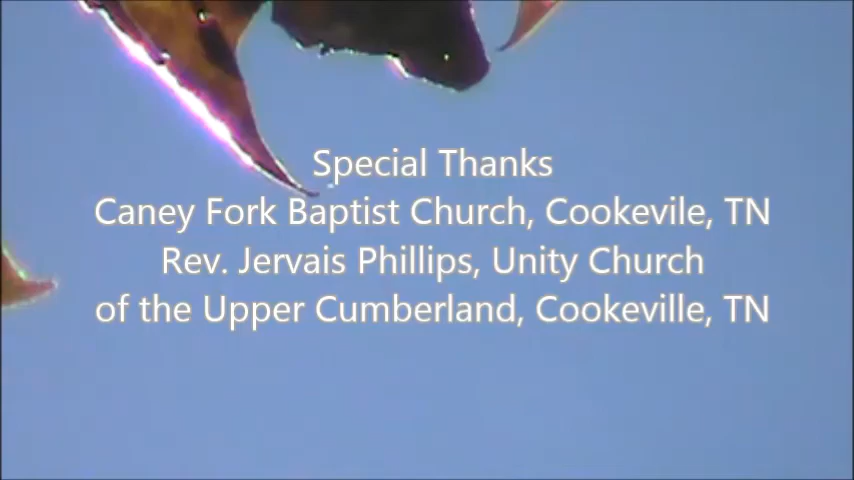 Special Thanks
Caney Fork Baptist Church, Cookevile, TN
Rev. Jervais Phillips, Unity Church
of the Upper Cumberland, Cookeville, TN